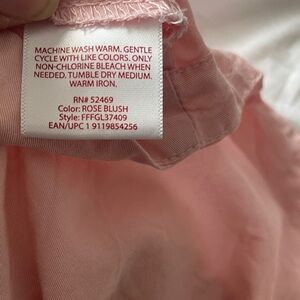 MACHINE WASH WARM. GENTLE
CYCLE WITH LIKE COLORS. ONLY
NON-CHLORINE BLEACH WHEN
NEEDED. TUMBLE DRY MEDIUM.
WARM IRON.
RN# 52469
Color: ROSE BLUSH
Style: FFFGL37409
EAN/UPC 1 9119854256